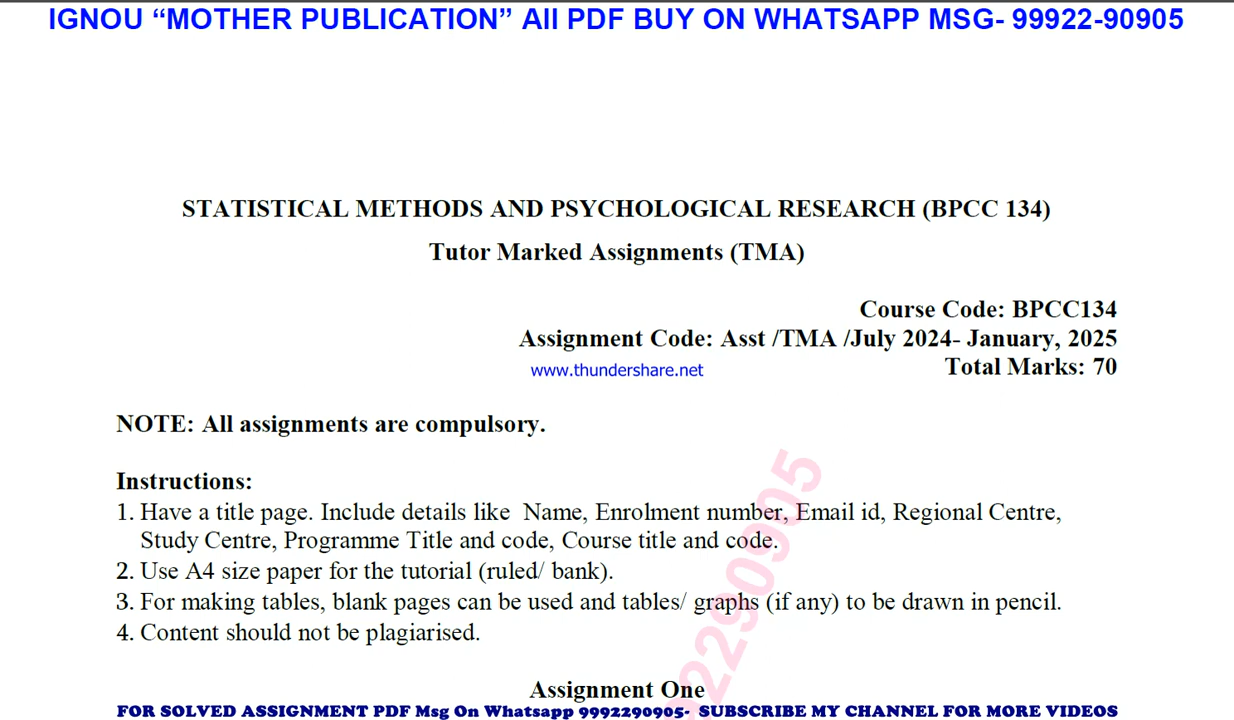 IGNOU “MOTHER PUBLICATION” All PDF BUY ON WHATSAPP MSG- 99922-90905
STATISTICAL METHODS AND PSYCHOLOGICAL RESEARCH (BPCC 134)
Tutor Marked Assignments (TMA)
Course Code: BPCC134
Assignment Code: Asst /TMA /July 2024- January, 2025
www.thundershare.net
Total Marks: 70
NOTE: All assignments are compulsory.
Instructions:
1. Have a title page. Include details like Name, Enrolment number, Email id, Regional Centre,
Study Centre, Programme Title and code, Course title and code.
2. Use A4 size paper for the tutorial (ruled/ bank).
3. For making tables, blank pages can be used and tables/ graphs (if any) to be drawn in pencil.
4. Content should not be plagiarised.
Assignment One
FOR SOLVED ASSIGNMENT PDF Msg On Whatsapp 9992290905- SUBSCRIBE MY CHANNEL FOR MORE VIDEOS